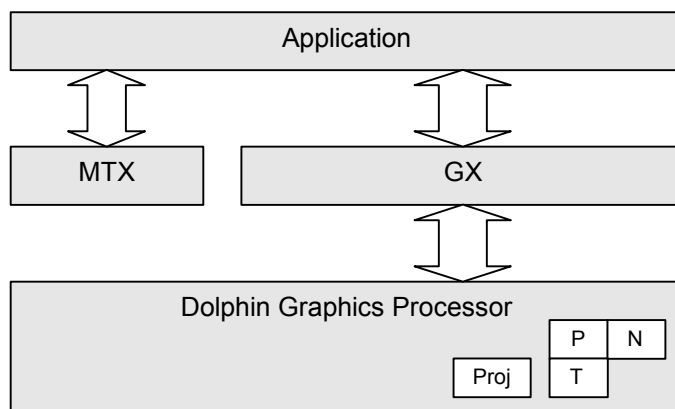 Application
MTX GX
Dolphin Graphics Processor
P N
Proj T